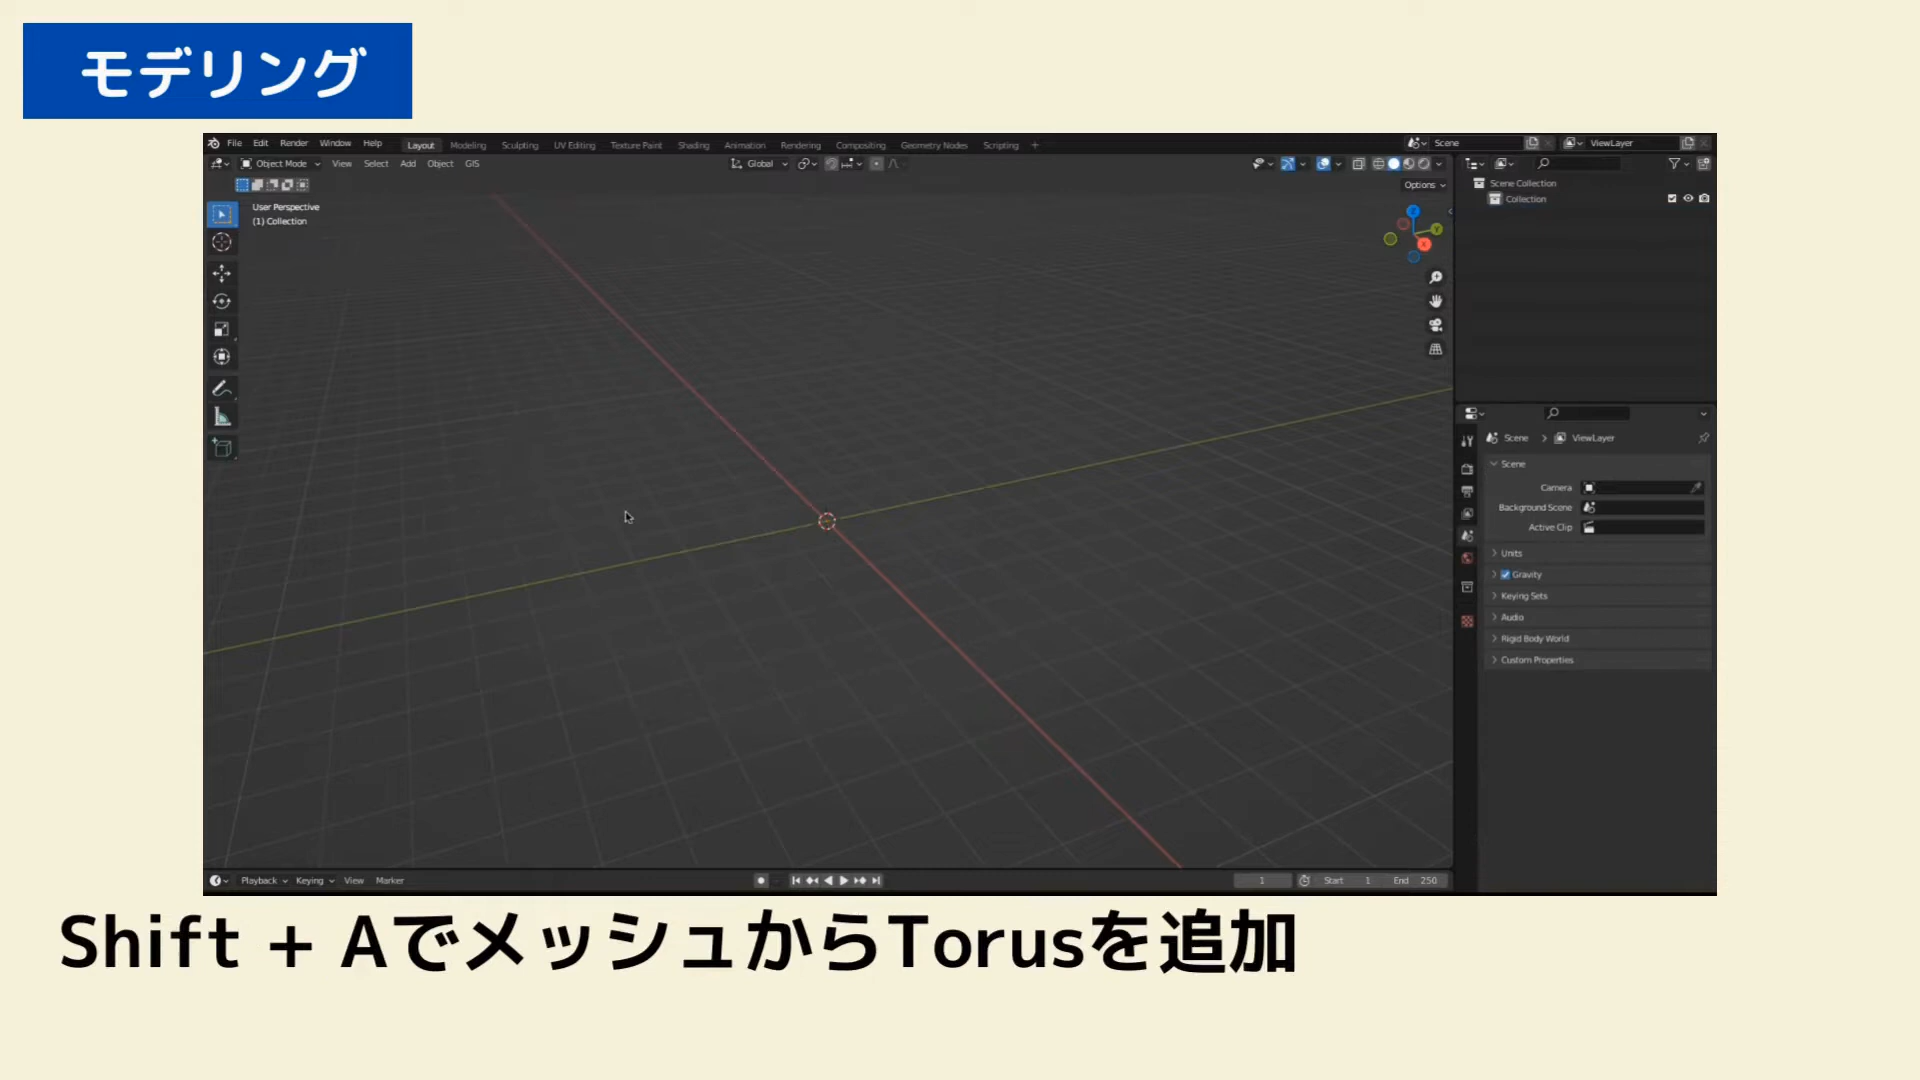 モデリング
File Edit Render Window Help Layout Modeling Sculpting UV Editing Texture Paint Shading Animation Rendering Compositing Geometry Nodes Scripting + Scene ViewLayer
Object Mode View Select Add Object GIS Global
Options
User Perspective
(1) Collection
Z
Y
X
Scene Collection
Collection
Scene > ViewLayer
Scene
Camera
Background Scene
Active Clip
Units
Gravity
Keying Sets
Audio
Rigid Body World
Custom Properties
Playback Keying View Marker 1 Start 1 End 250
Shift + AでメッシュからTorusを追加